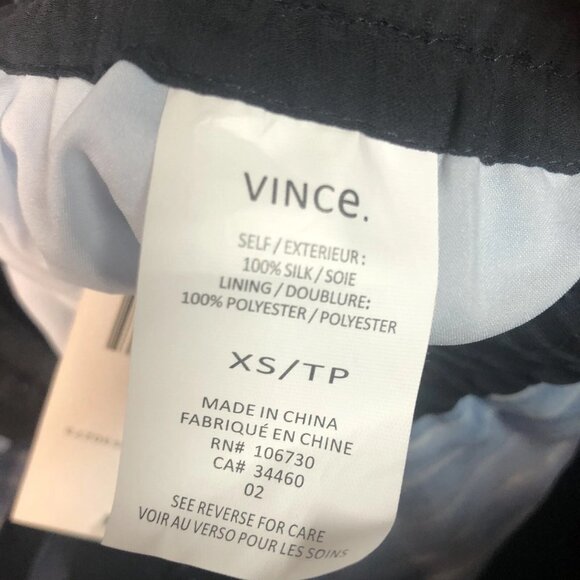 VINCe.
SELF/EXTERIEUR:
100% SILK/SOIE
LINING/DOUBLURE:
100% POLYESTER/POLYESTER
XS/TP
MADE IN CHINA
FABRIQUÉ EN CHINE
RN# 106730
CA# 34460
02
SEE REVERSE FOR CARE
VOIR AU VERSO POUR LES SOINS